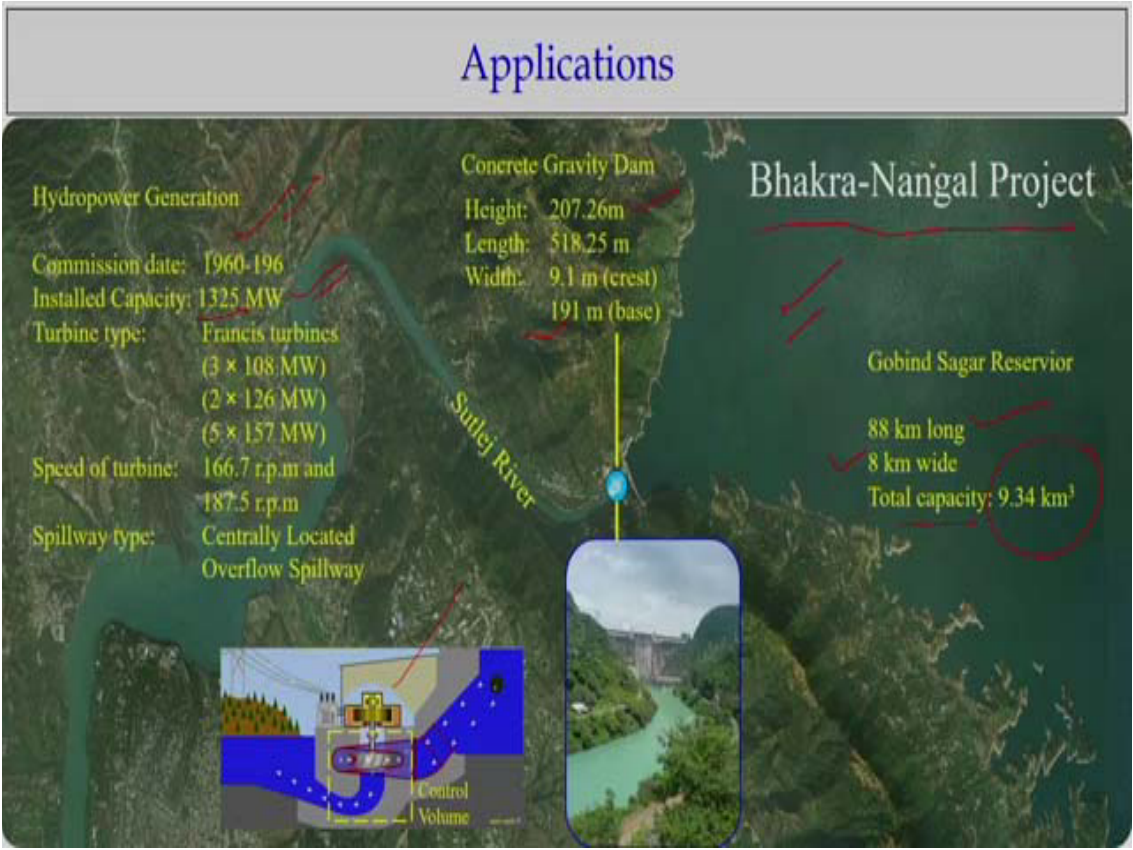 Applications
Bhakra-Nangal Project
Hydropower Generation
Commission date: 1960-196
Installed Capacity: 1325 MW
Turbine type: Francis turbines
(3 × 108 MW)
(2 × 126 MW)
(5 × 157 MW)
Speed of turbine: 166.7 r.p.m and
187.5 r.p.m
Spillway type: Centrally Located
Overflow Spillway
Concrete Gravity Dam
Height: 207.26m
Length: 518.25 m
Width: 9.1 m (crest)
191 m (base)
Sutlej River
Gobind Sagar Reservior
88 km long
8 km wide
Total capacity: 9.34 km³
Control
Volume